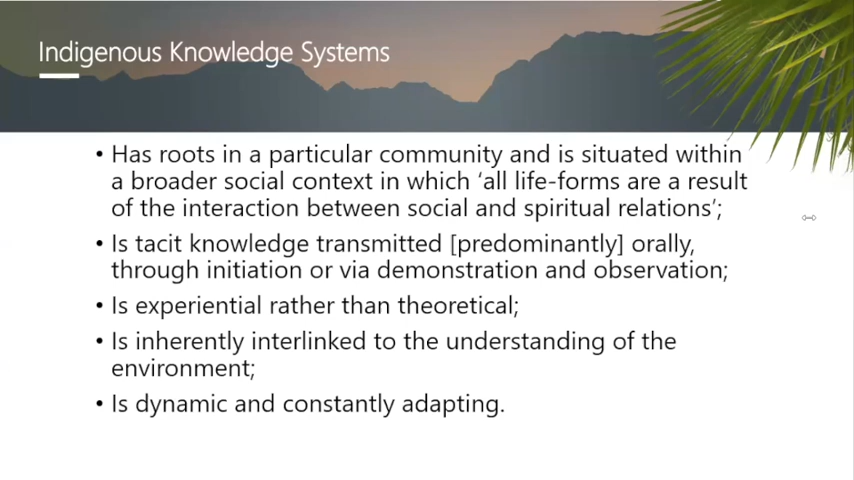 Indigenous Knowledge Systems
• Has roots in a particular community and is situated within
a broader social context in which ‘all life-forms are a result
of the interaction between social and spiritual relations’;
• Is tacit knowledge transmitted [predominantly] orally,
through initiation or via demonstration and observation;
• Is experiential rather than theoretical;
• Is inherently interlinked to the understanding of the
environment;
• Is dynamic and constantly adapting.